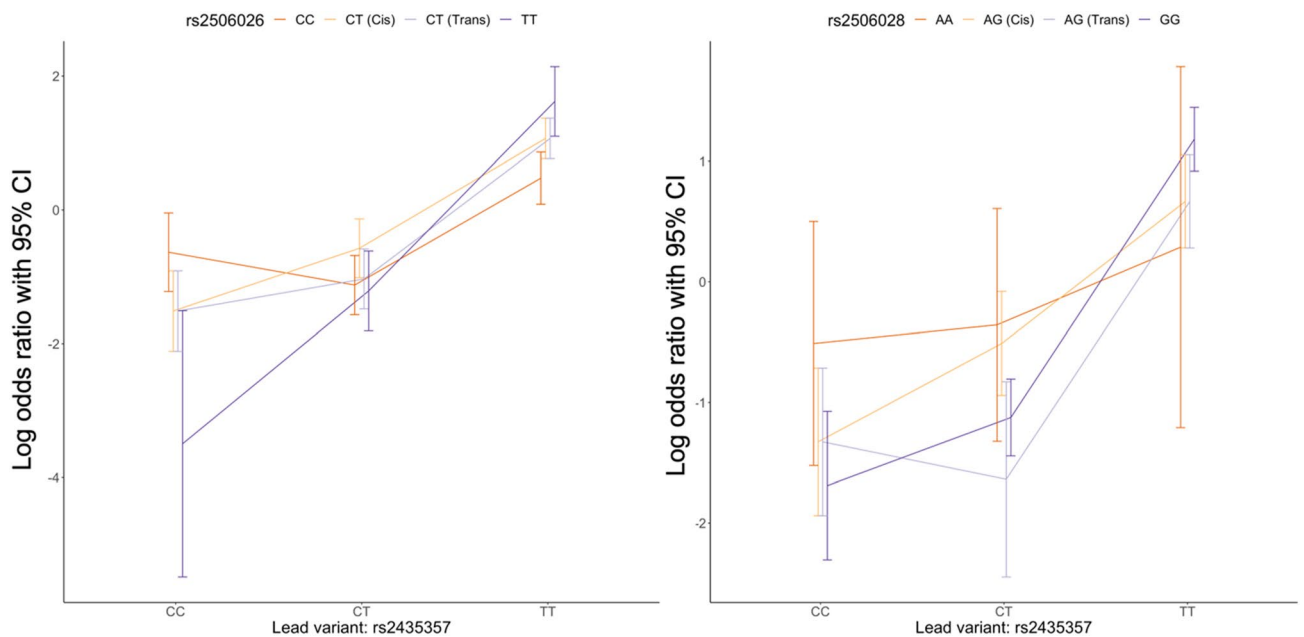 rs2506026 CC CT (Cis) CT (Trans) TT
Log odds ratio with 95% CI
2
0
-2
-4
CC CT TT
Lead variant: rs2435357
rs2506028 AA AG (Cis) AG (Trans) GG
Log odds ratio with 95% CI
1
0
-1
-2
CC CT TT
Lead variant: rs2435357